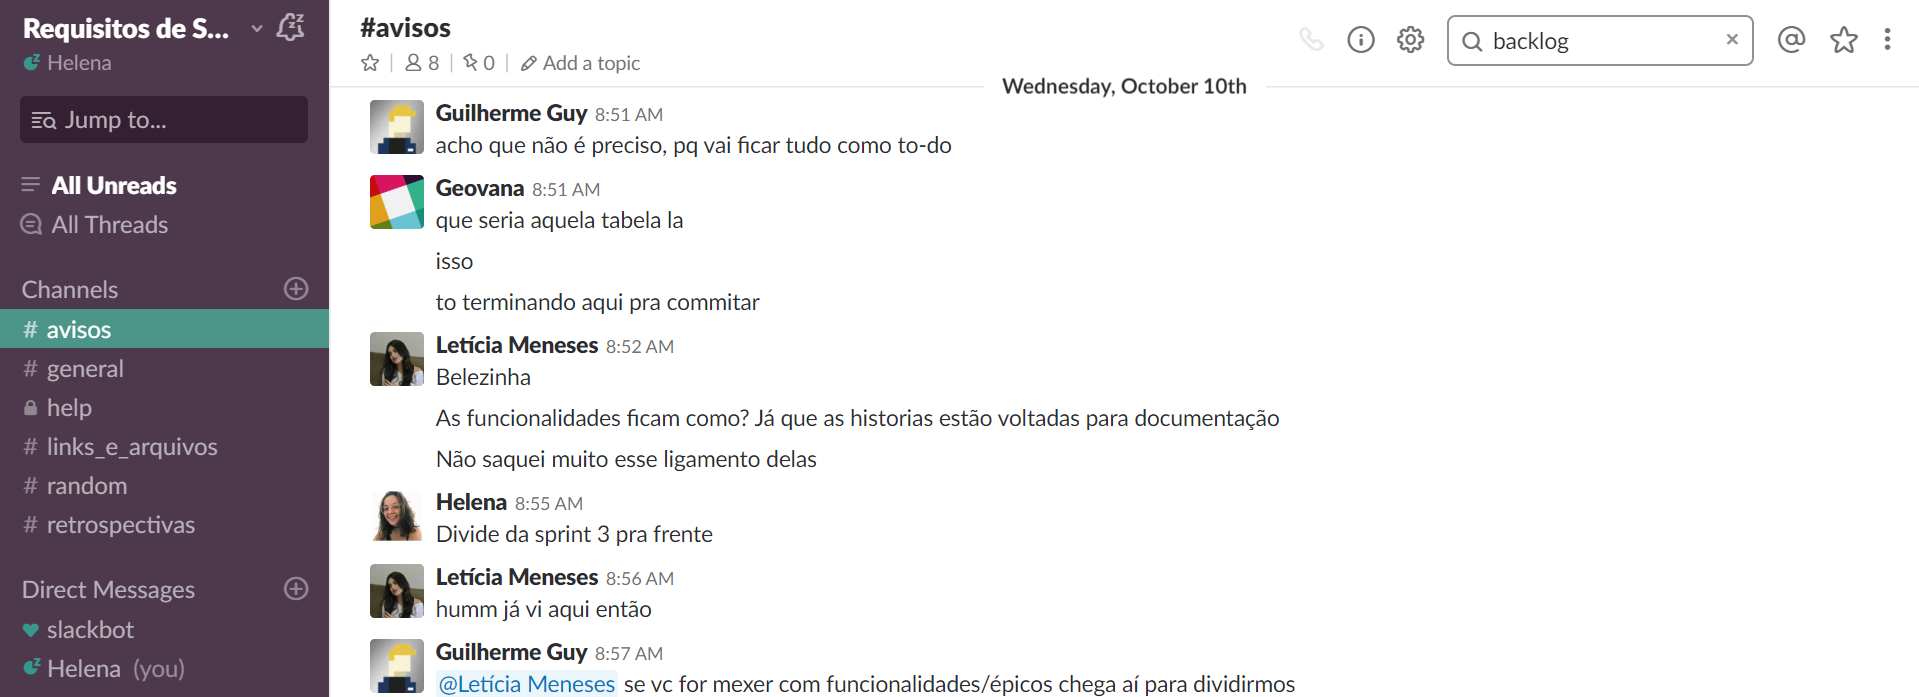 Requisitos de S...
Helena
Jump to...
All Unreads
All Threads
Channels
# avisos
# general
help
# links_e_arquivos
# random
# retrospectivas
Direct Messages
slackbot
Helena (you)
#avisos
8 | 0 | Add a topic
backlog
Wednesday, October 10th
Guilherme Guy 8:51 AM
acho que não é preciso, pq vai ficar tudo como to-do
Geovana 8:51 AM
que seria aquela tabela la
isso
to terminando aqui pra commitar
Letícia Meneses 8:52 AM
Belezinha
As funcionalidades ficam como? Já que as historias estão voltadas para documentação
Não saquei muito esse ligamento delas
Helena 8:55 AM
Divide da sprint 3 pra frente
Letícia Meneses 8:56 AM
humm já vi aqui então
Guilherme Guy 8:57 AM
@Letícia Meneses se vc for mexer com funcionalidades/épicos chega aí para dividirmos